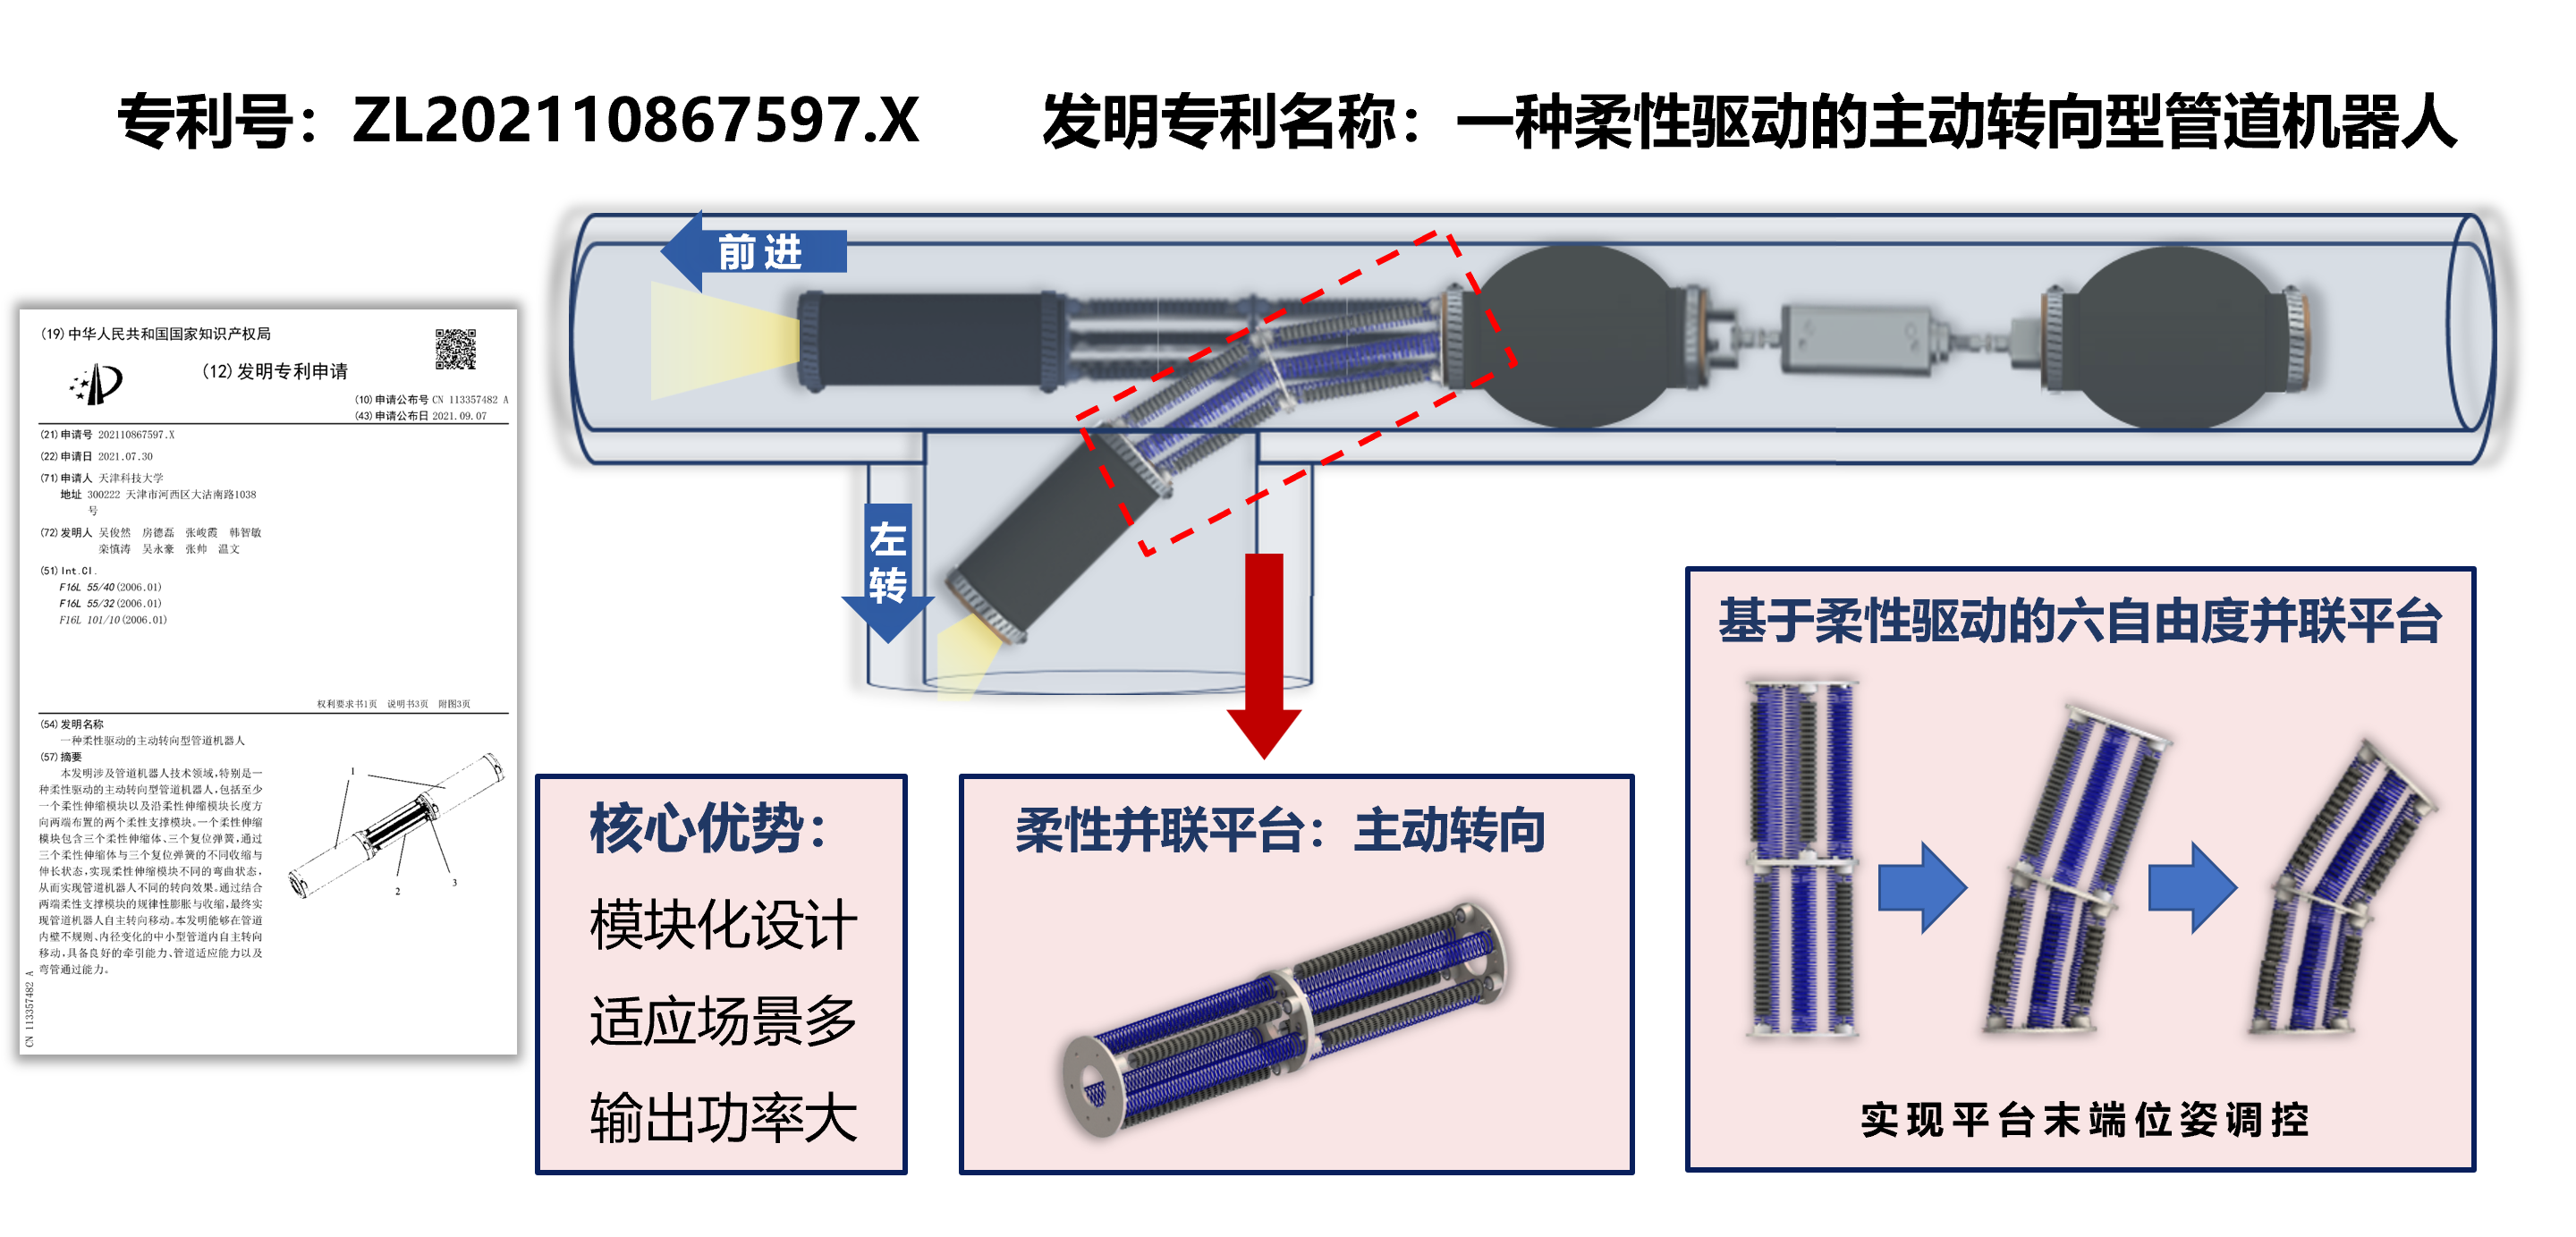 专利号：ZL202110867597.X
发明专利名称：一种柔性驱动的主动转向型管道机器人
(19)中华人民共和国国家知识产权局
(12)发明专利申请
(10)申请公布号 CN 113357482 A
(43)申请公布日 2021.09.07
(21)申请号 202110867597.X
(22)申请日 2021.07.30
(71)申请人 天津科技大学
地址 300222 天津市河西区大沽南路1038
号
(72)发明人 吴俊然 房德磊 张峻霞 韩智敏
栾慎涛 吴永豪 张帅 温文
(51)Int.Cl.
F16L 55/40(2006.01)
F16L 55/32(2006.01)
F16L 101/10(2006.01)
权利要求书1页 说明书3页 附图3页
(54)发明名称
一种柔性驱动的主动转向型管道机器人
(57)摘要
本发明涉及管道机器人技术领域,特别是一
种柔性驱动的主动转向型管道机器人,包括至少
一个柔性伸缩模块以及沿柔性伸缩模块长度方
向两端布置的两个柔性支撑模块。一个柔性伸缩
模块包含三个柔性伸缩体、三个复位弹簧,通过
三个柔性伸缩体与三个复位弹簧的不同收缩与
伸长状态,实现柔性伸缩模块不同的弯曲状态,
从而实现管道机器人不同的转向效果。通过结合
两端柔性支撑模块的规律性膨胀与收缩,最终实
现管道机器人自主转向移动。本发明能够在管道
内壁不规则、内径变化的中小型管道内自主转向
移动,具备良好的牵引能力、管道适应能力以及
弯管通过能力。
1
2
3
CN 113357482 A
前进
左
转
核心优势：
模块化设计
适应场景多
输出功率大
柔性并联平台：主动转向
基于柔性驱动的六自由度并联平台
实现平台末端位姿调控